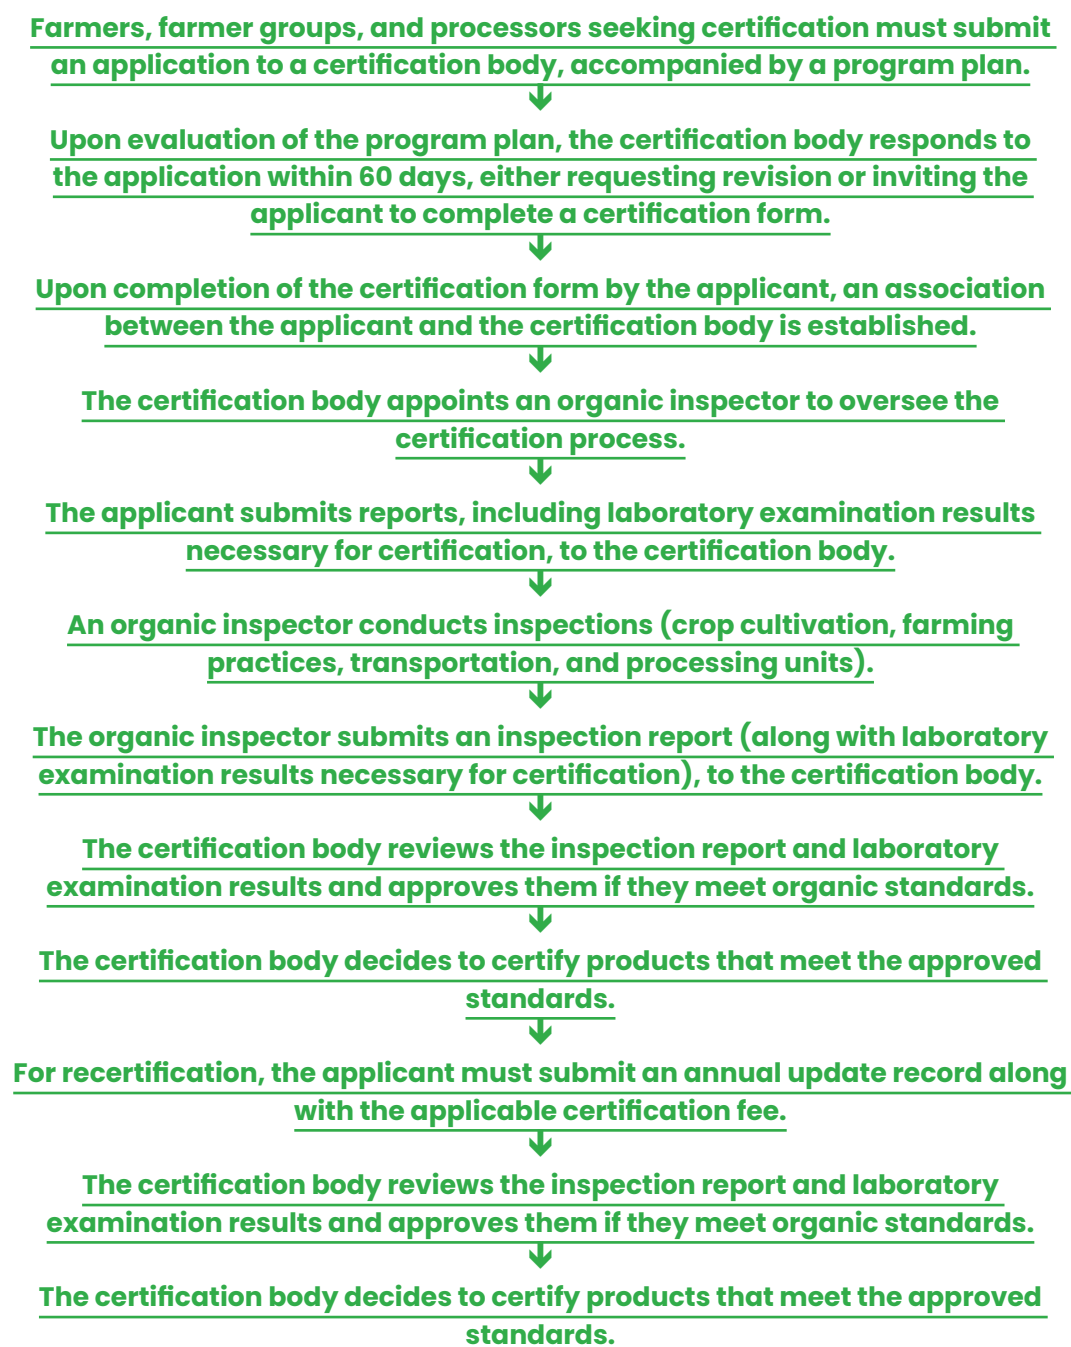 Farmers, farmer groups, and processors seeking certification must submit
an application to a certification body, accompanied by a program plan.
Upon evaluation of the program plan, the certification body responds to
the application within 60 days, either requesting revision or inviting the
applicant to complete a certification form.
Upon completion of the certification form by the applicant, an association
between the applicant and the certification body is established.
The certification body appoints an organic inspector to oversee the
certification process.
The applicant submits reports, including laboratory examination results
necessary for certification, to the certification body.
An organic inspector conducts inspections (crop cultivation, farming
practices, transportation, and processing units).
The organic inspector submits an inspection report (along with laboratory
examination results necessary for certification), to the certification body.
The certification body reviews the inspection report and laboratory
examination results and approves them if they meet organic standards.
The certification body decides to certify products that meet the approved
standards.
For recertification, the applicant must submit an annual update record along
with the applicable certification fee.
The certification body reviews the inspection report and laboratory
examination results and approves them if they meet organic standards.
The certification body decides to certify products that meet the approved
standards.